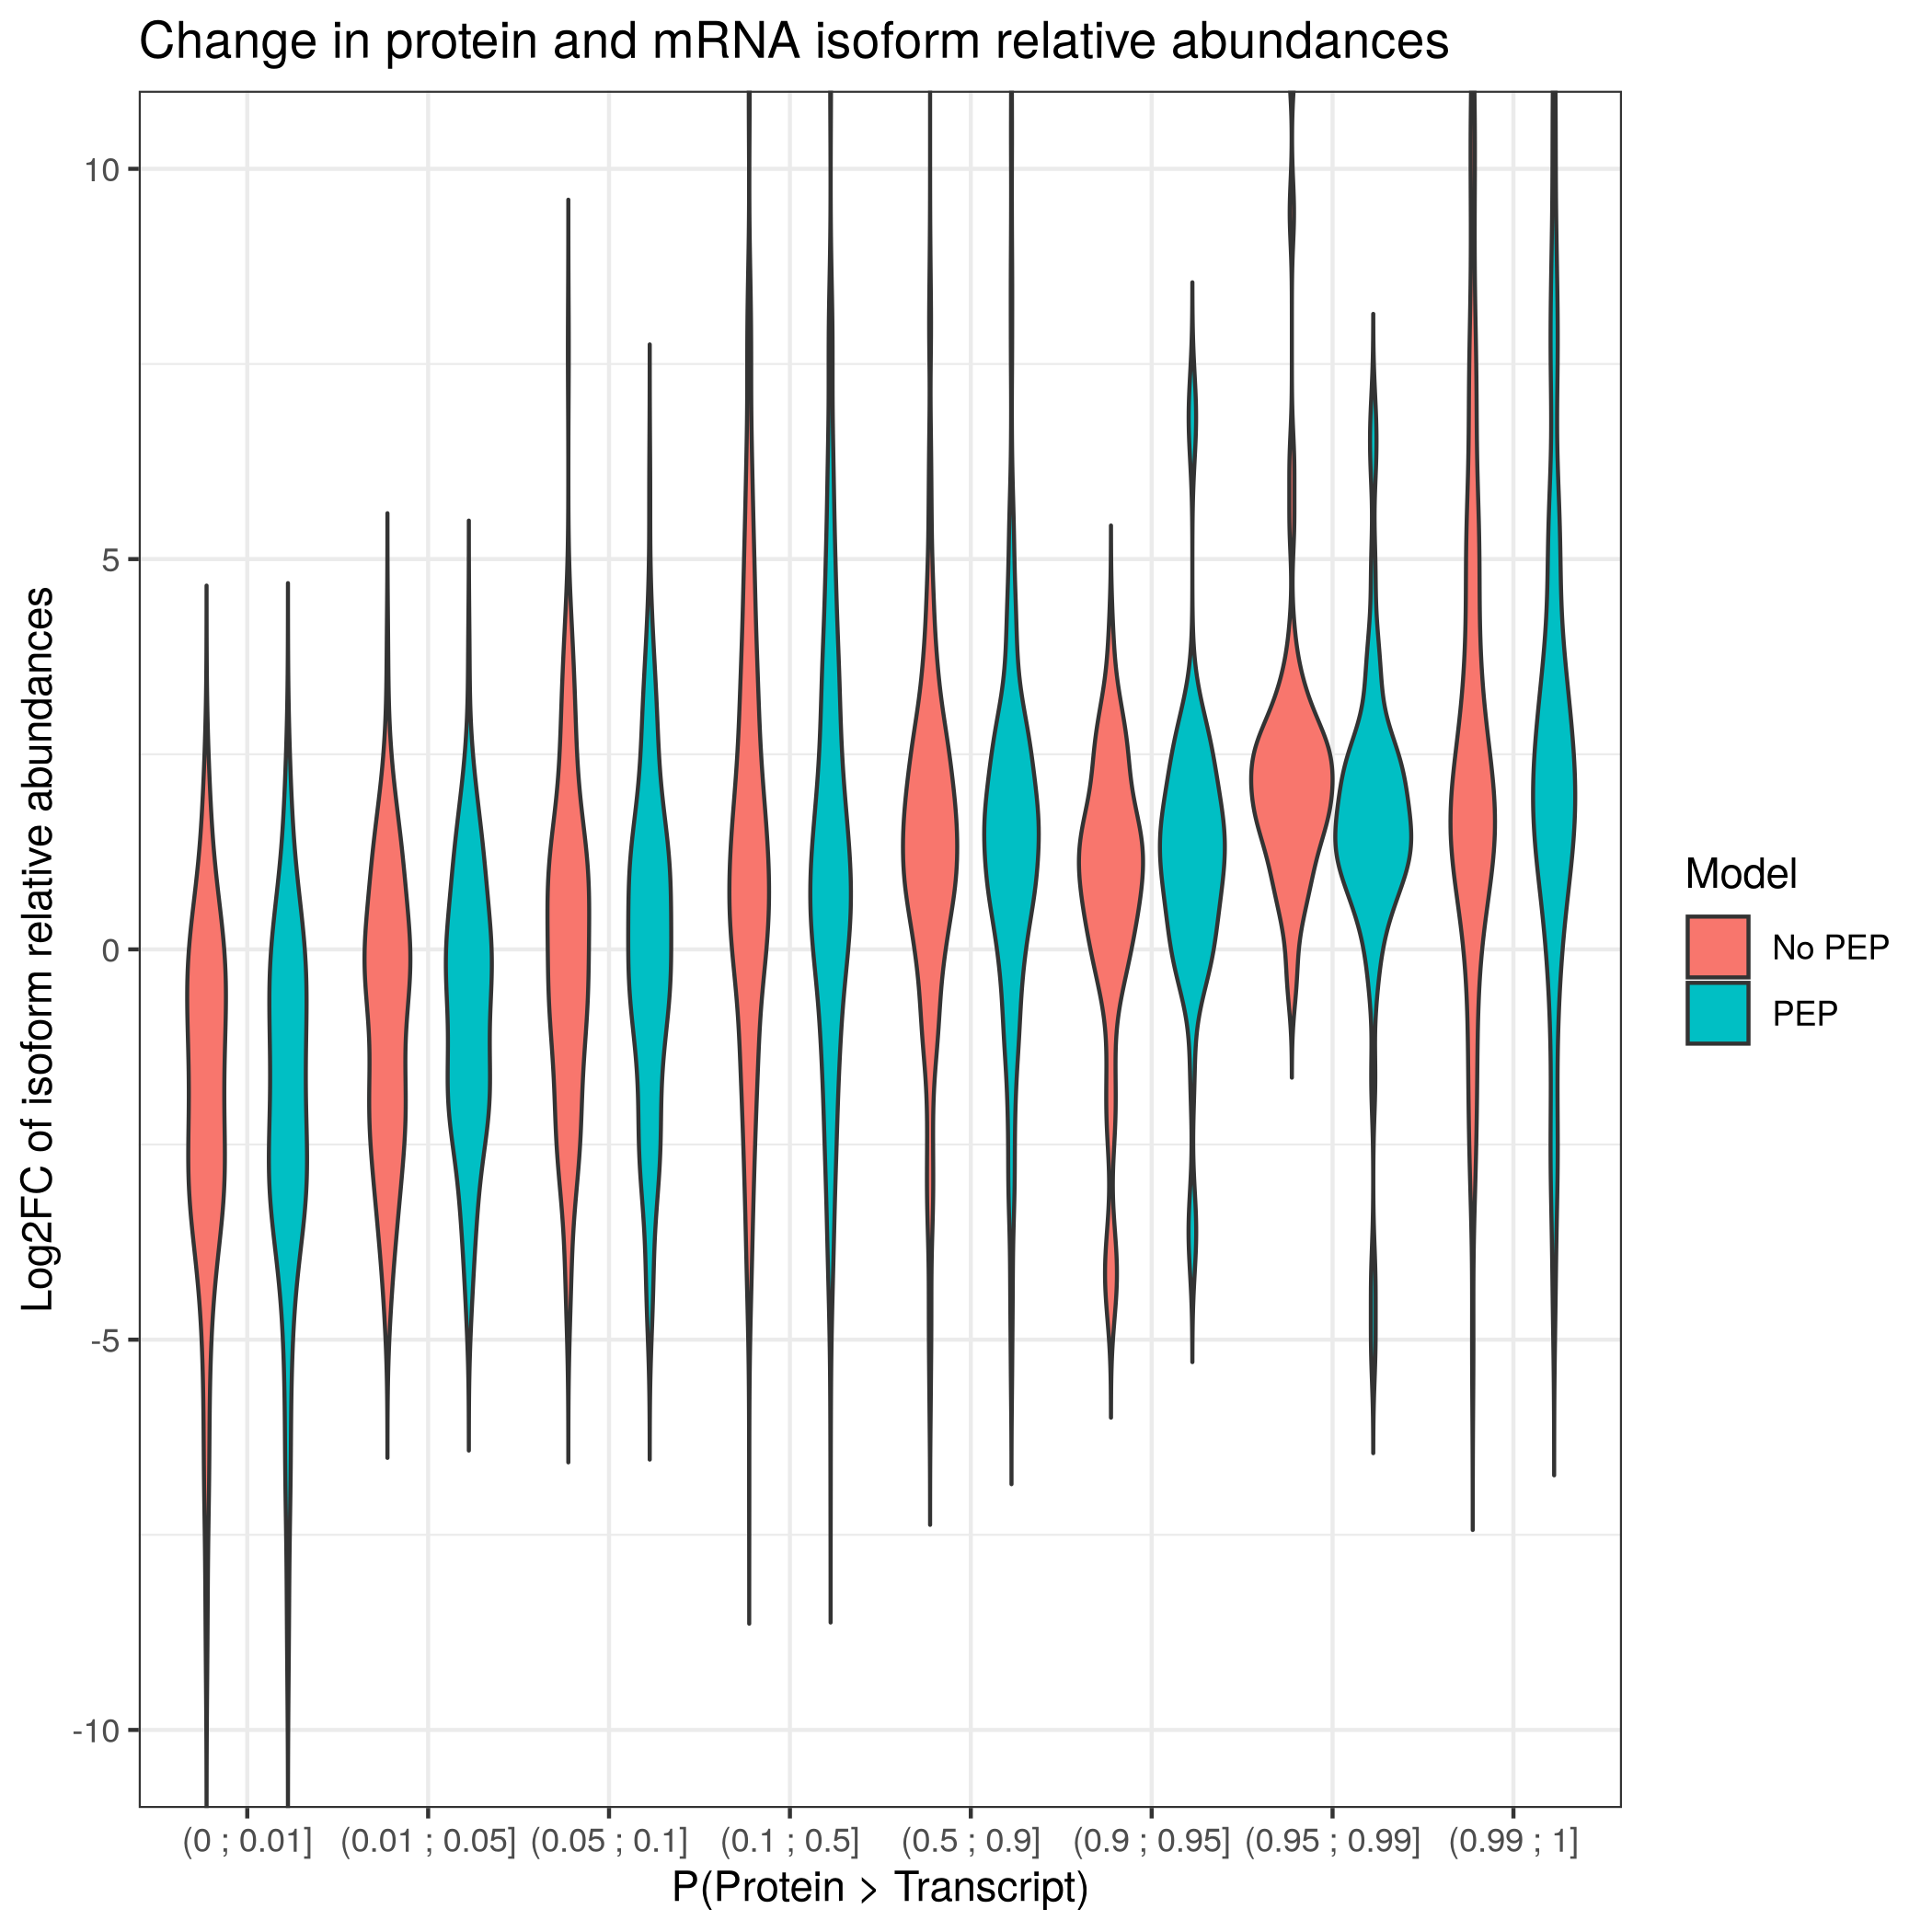 Change in protein and mRNA isoform relative abundances
Log2FC of isoform relative abundances
10
5
0
-5
-10
(0 ; 0.01] (0.01 ; 0.05] (0.05 ; 0.1] (0.1 ; 0.5] (0.5 ; 0.9] (0.9 ; 0.95] (0.95 ; 0.99] (0.99 ; 1]
P(Protein > Transcript)
Model
No PEP
PEP